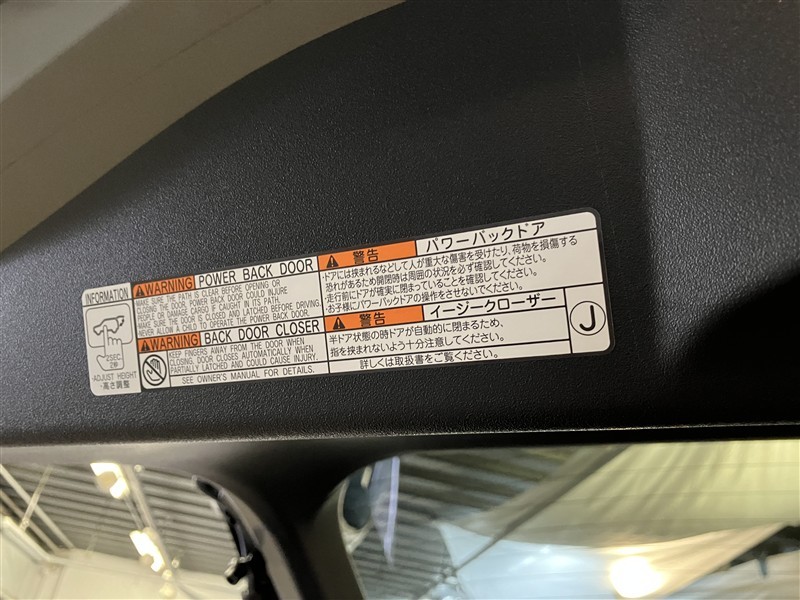 INFORMATION
2SEC.
2秒
-ADJUST HEIGHT
-高さ調整
WARNING POWER BACK DOOR
MAKE SURE THE PATH IS CLEAR BEFORE OPENING OR
CLOSING THE DOOR. POWER BACK DOOR COULD INJURE
PEOPLE OR DAMAGE CARGO IF CAUGHT IN ITS PATH.
MAKE SURE THE DOOR IS CLOSED AND LATCHED BEFORE DRIVING.
NEVER ALLOW A CHILD TO OPERATE THE POWER BACK DOOR.
WARNING BACK DOOR CLOSER
KEEP FINGERS AWAY FROM THE DOOR WHEN
CLOSING. DOOR CLOSES AUTOMATICALLY WHEN
PARTIALLY LATCHED AND COULD CAUSE INJURY.
SEE OWNER'S MANUAL FOR DETAILS.
警告 パワーバックドア
・ドアには挟まれるなどして人が重大な傷害を受けたり、荷物を損傷する
恐れがあるため開閉時は周囲の状況を必ず確認してください。
・走行前にドアが確実に閉まっていることを確認してください。
・お子様にパワーバックドアの操作をさせないでください。
警告 イージークローザー
半ドア状態の時ドアが自動的に閉まるため、
指を挟まれないよう十分注意してください。
詳しくは取扱書をご覧ください。
J